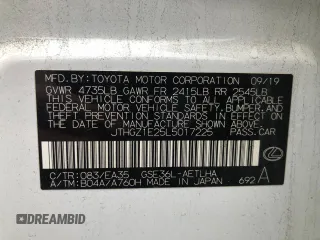 MFD.BY: TOYOTA MOTOR CORPORATION 09/19
GVWR 4735LB GAWR FR 2415LB RR 2545LB
THIS VEHICLE CONFORMS TO ALL APPLICABLE
FEDERAL MOTOR VEHICLE SAFETY, BUMPER, AND
THEFT PREVENTION STANDARDS IN EFFECT ON
THE DATE OF MANUFACTURE SHOWN ABOVE.
JTHGZ1E25L5017225 PASS.CAR
C/TR: 083/EA35 GSE36L-AETLHA
A/TM: B04A/A760H MADE IN JAPAN 692 A
DREAMBID